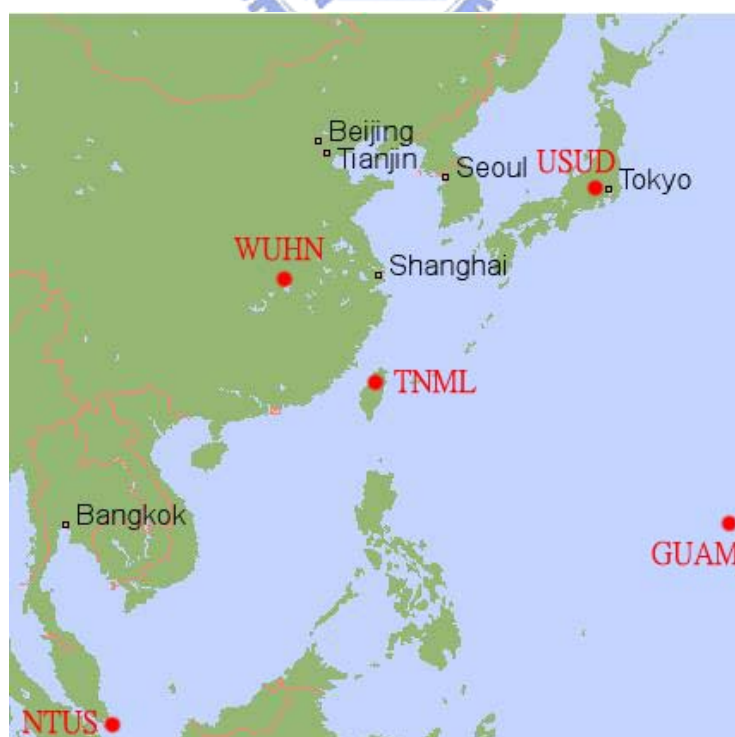 Beijing
Tianjin
Seoul
USUD
Tokyo
WUHN
Shanghai
TNML
Bangkok
GUAM
NTUS